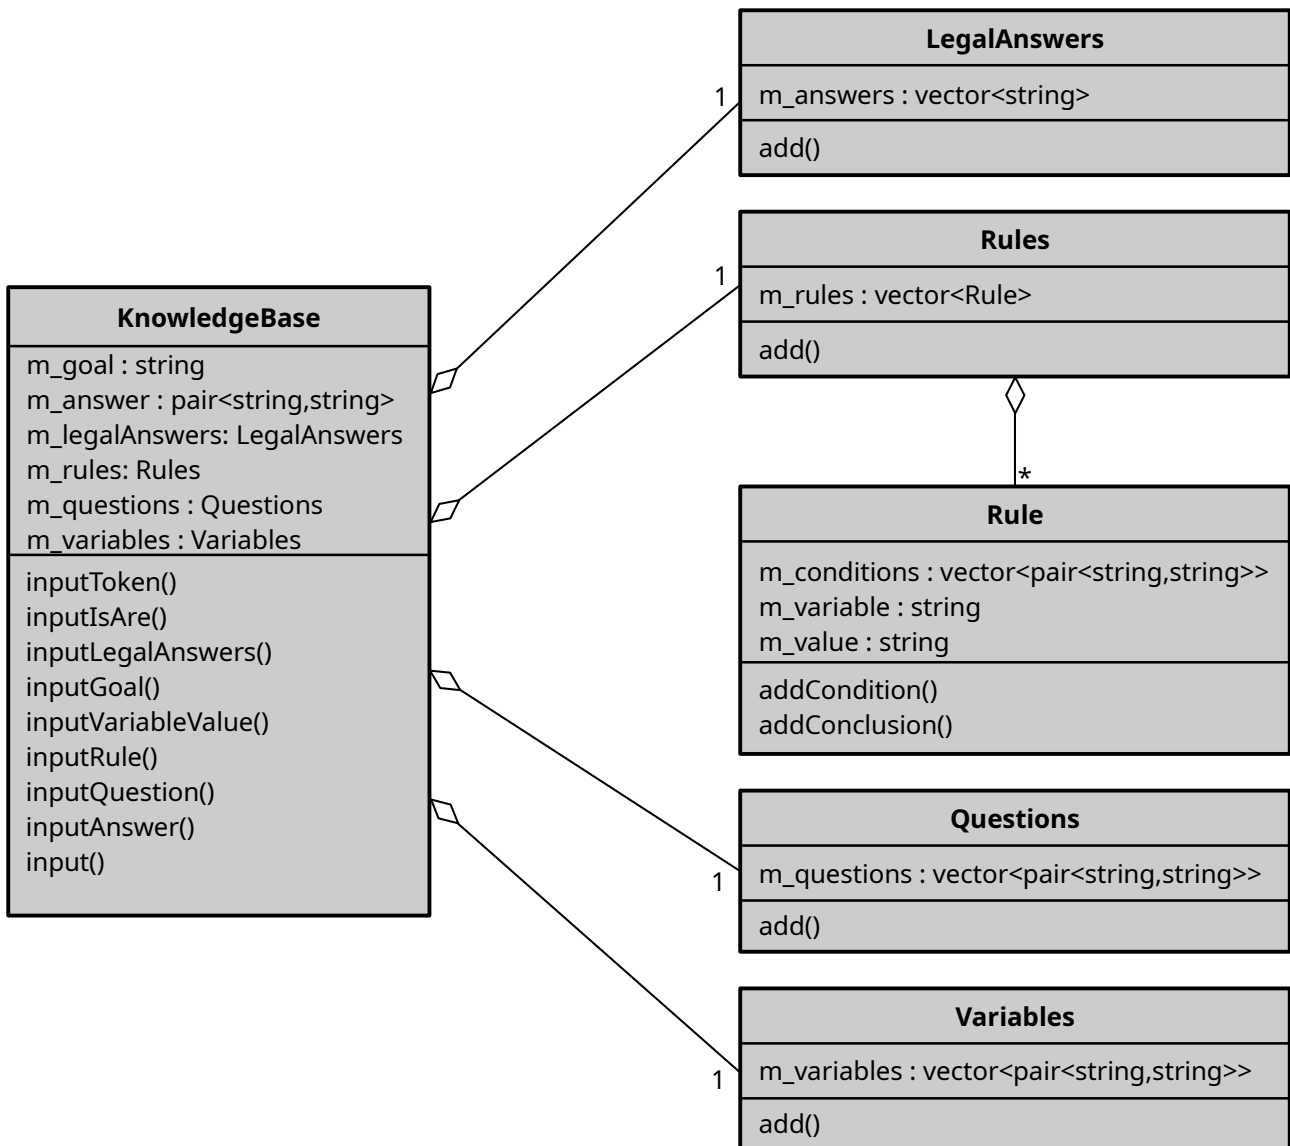 LegalAnswers
m_answers : vector<string>
add()
1
Rules
m_rules : vector<Rule>
add()
1
KnowledgeBase
m_goal : string
m_answer : pair<string,string>
m_legalAnswers: LegalAnswers
m_rules: Rules
m_questions : Questions
m_variables : Variables
inputToken()
inputIsAre()
inputLegalAnswers()
inputGoal()
inputVariableValue()
inputRule()
inputQuestion()
inputAnswer()
input()
*
Rule
m_conditions : vector<pair<string,string>>
m_variable : string
m_value : string
addCondition()
addConclusion()
Questions
m_questions : vector<pair<string,string>>
1
add()
Variables
m_variables : vector<pair<string,string>>
1
add()